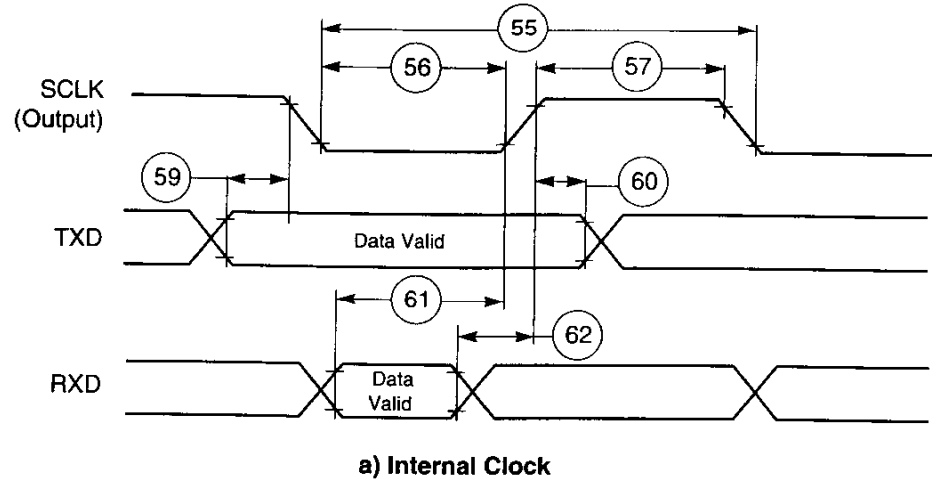 55
56
57
SCLK
(Output)
59
60
TXD
Data Valid
61
62
RXD
Data
Valid
a) Internal Clock